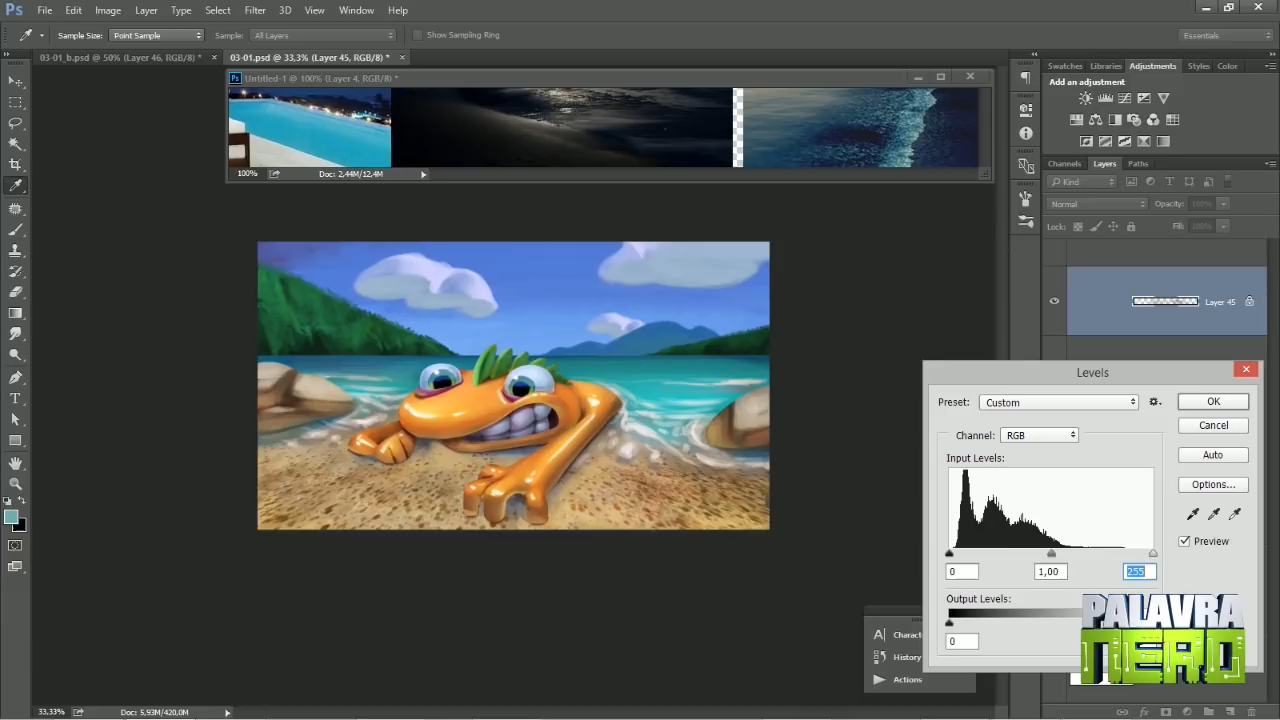 Ps File Edit Image Layer Type Select Filter 3D View Window Help
Sample Size: Point Sample Sample: All Layers Show Sampling Ring Essentials
03-01_b.psd @ 50% (Layer 46, RGB/8) * × 03-01.psd @ 33,3% (Layer 45, RGB/8) * ×
Swatches Libraries Adjustments Styles Color
Ps Untitled-1 @ 100% (Layer 4, RGB/8) *
Add an adjustment
100% Doc: 2,44M/12,4M
Channels Layers Paths
Kind
Normal Opacity: 100%
Lock: Fill: 100%
Layer 45
Levels
Preset: Custom OK
Cancel
Channel: RGB
Auto
Input Levels:
Options...
Preview
0 1,00 255
Output Levels:
0
PALAVRA
NERD
A| Charact
History
Actions
33,33% Doc: 5,93M/420,0M